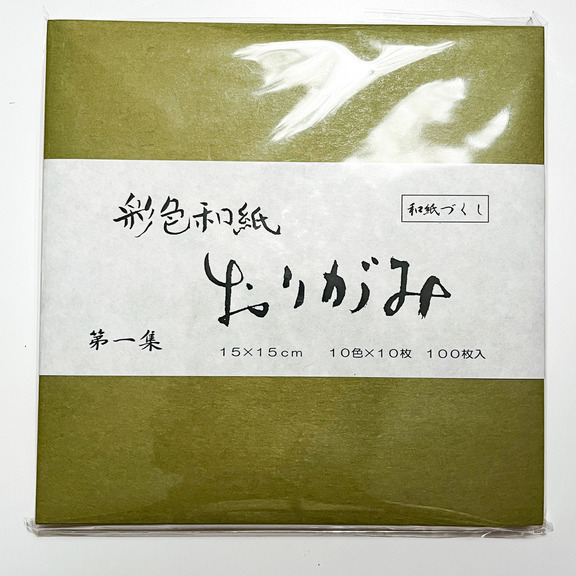 彩色和紙
和紙づくし
おりがみ
第一集
15×15cm 10色×10枚 100枚入